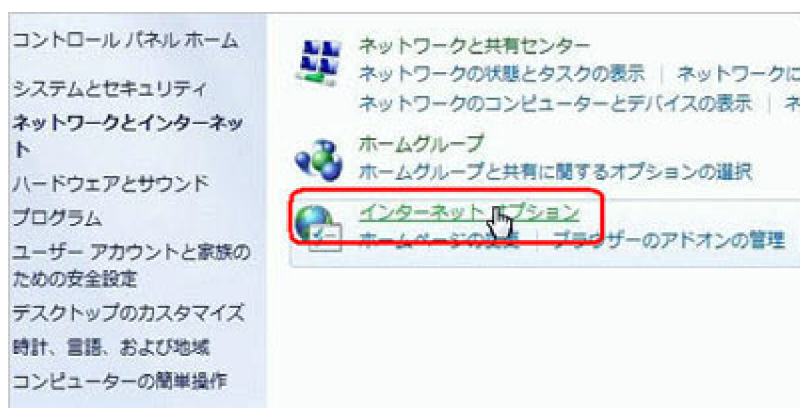 コントロール パネル ホーム
システムとセキュリティ
ネットワークとインターネッ
ト
ハードウェアとサウンド
プログラム
ユーザー アカウントと家族の
ための安全設定
デスクトップのカスタマイズ
時計、言語、および地域
コンピューターの簡単操作
ネットワークと共有センター
ネットワークの状態とタスクの表示 | ネットワークに
ネットワークのコンピューターとデバイスの表示 | ネ
ホームグループ
ホームグループと共有に関するオプションの選択
インターネット オプション
ホームページの変更 | ブラウザーのアドオンの管理